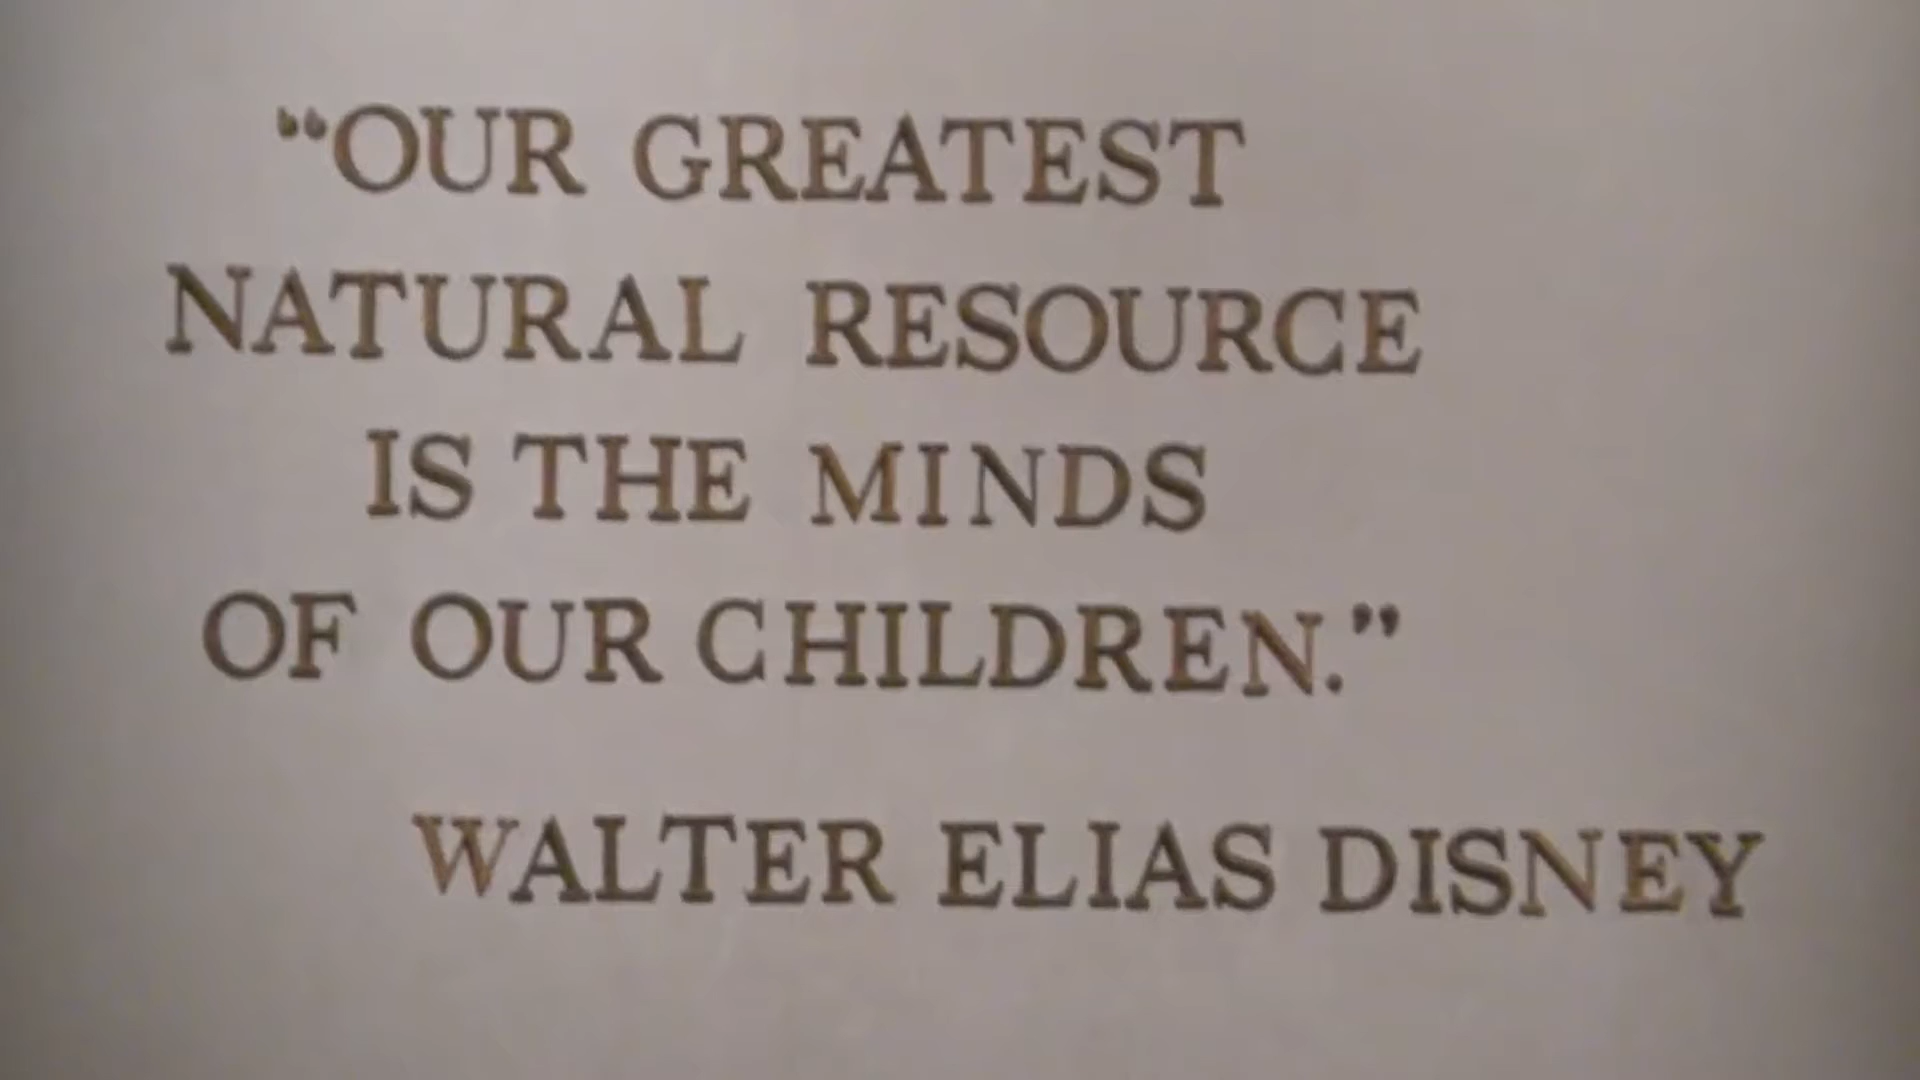 “OUR GREATEST
NATURAL RESOURCE
IS THE MINDS
OF OUR CHILDREN.”
WALTER ELIAS DISNEY